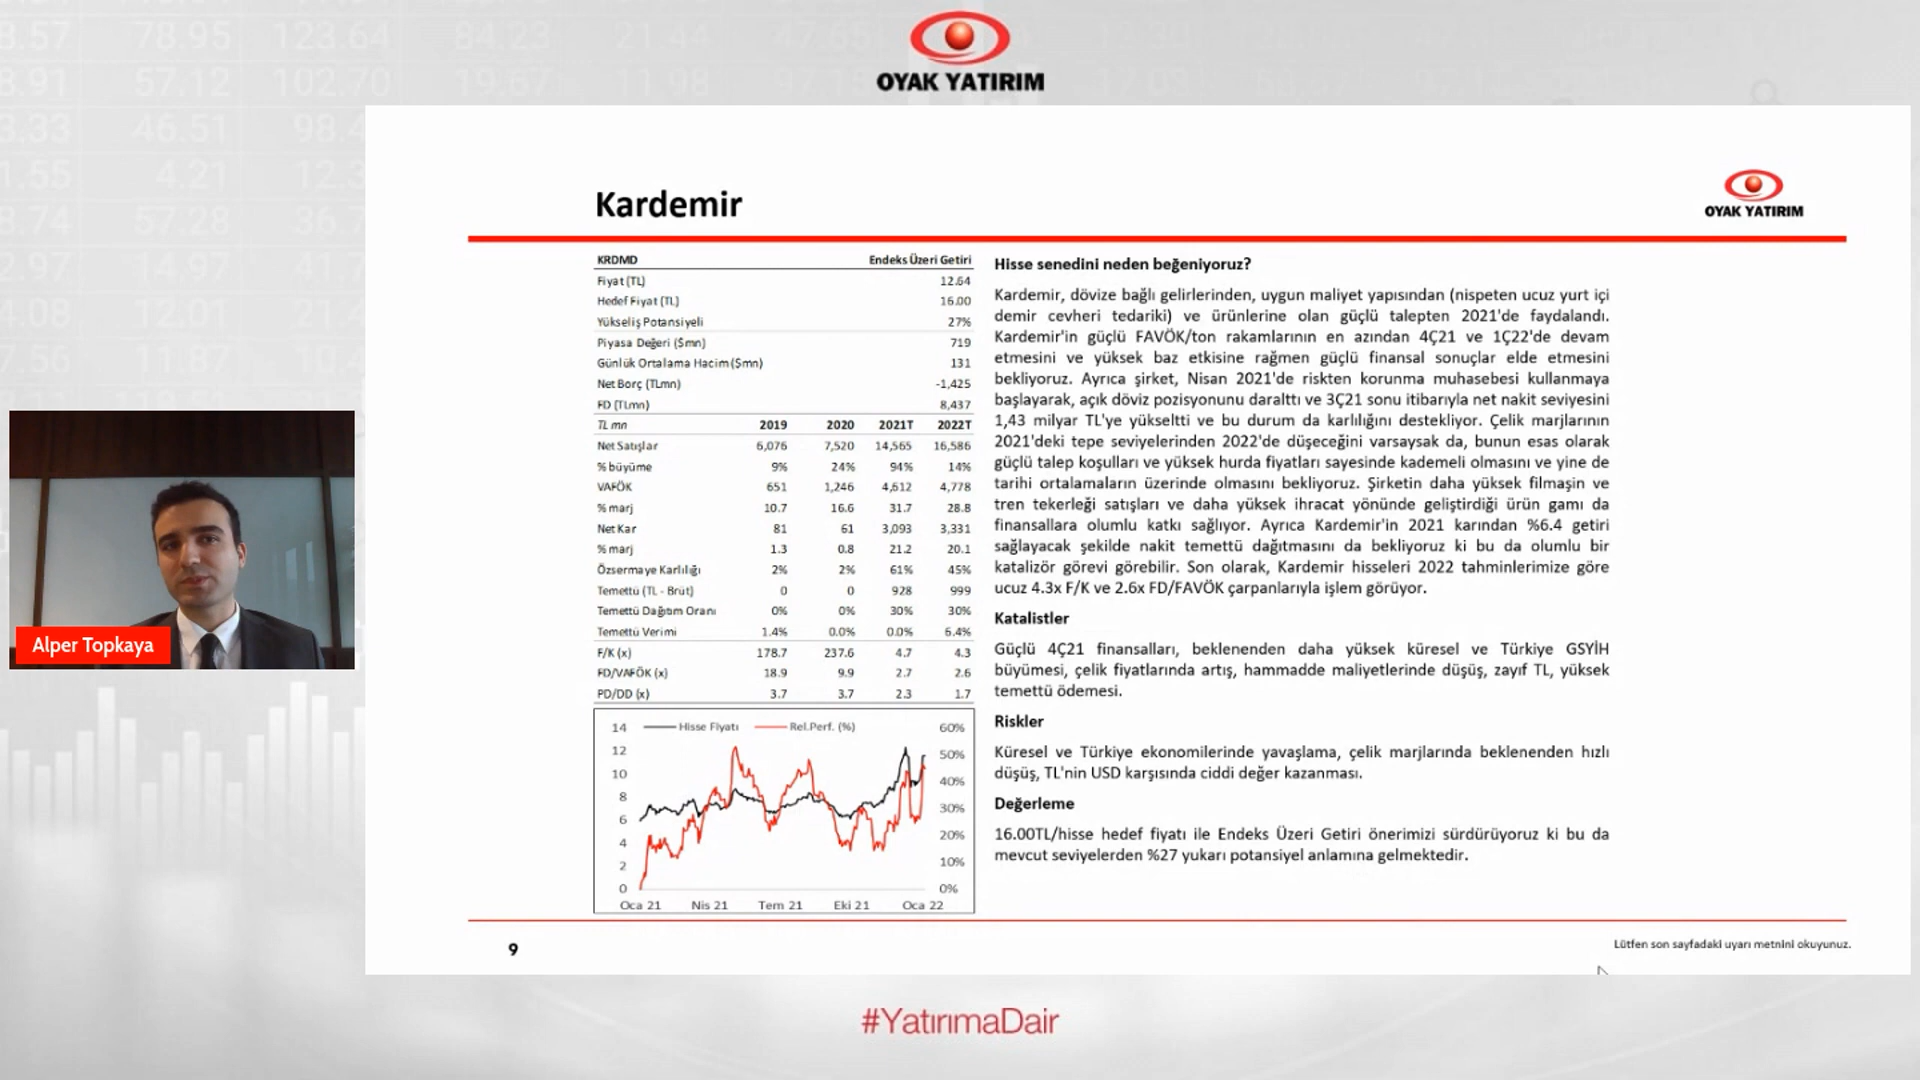 OYAK YATIRIM
Kardemir
OYAK YATIRIM
KRDMD Endeks Üzeri Getiri
Fiyat (TL) 12.64
Hedef Fiyat (TL) 16.00
Yükseliş Potansiyeli 27%
Piyasa Değeri ($mn) 719
Günlük Ortalama Hacim ($mn) 131
Net Borç (TLmn) -1,425
FD (TLmn) 8,437
TL mn 2019 2020 2021T 2022T
Net Satışlar 6,076 7,520 14,565 16,586
% büyüme 9% 24% 94% 14%
VAFÖK 651 1,246 4,612 4,778
% marj 10.7 16.6 31.7 28.8
Net Kar 81 61 3,093 3,331
% marj 1.3 0.8 21.2 20.1
Özsermaye Karlılığı 2% 2% 61% 45%
Temettü (TL - Brüt) 0 0 928 999
Temettü Dağıtım Oranı 0% 0% 30% 30%
Temettü Verimi 1.4% 0.0% 0.0% 6.4%
F/K (x) 178.7 237.6 4.7 4.3
FD/VAFÖK (x) 18.9 9.9 2.7 2.6
PD/DD (x) 3.7 3.7 2.3 1.7
Hisse Fiyatı Rel.Perf. (%)
14 60%
12 50%
10 40%
8 30%
6 20%
4 10%
2 0%
0
Oca 21 Nis 21 Tem 21 Eki 21 Oca 22
Hisse senedini neden beğeniyoruz?
Kardemir, dövize bağlı gelirlerinden, uygun maliyet yapısından (nispeten ucuz yurt içi
demir cevheri tedariki) ve ürünlerine olan güçlü talepten 2021'de faydalandı.
Kardemir'in güçlü FAVÖK/ton rakamlarının en azından 4Ç21 ve 1Ç22'de devam
etmesini ve yüksek baz etkisine rağmen güçlü finansal sonuçlar elde etmesini
bekliyoruz. Ayrıca şirket, Nisan 2021'de riskten korunma muhasebesi kullanmaya
başlayarak, açık döviz pozisyonunu daralttı ve 3Ç21 sonu itibarıyla net nakit seviyesini
1,43 milyar TL'ye yükseltti ve bu durum da karlılığını destekliyor. Çelik marjlarının
2021'deki tepe seviyelerinden 2022'de düşeceğini varsaysak da, bunun esas olarak
güçlü talep koşulları ve yüksek hurda fiyatları sayesinde kademeli olmasını ve yine de
tarihi ortalamaların üzerinde olmasını bekliyoruz. Şirketin daha yüksek filmaşin ve
tren tekerleği satışları ve daha yüksek ihracat yönünde geliştirdiği ürün gamı da
finansallara olumlu katkı sağlıyor. Ayrıca Kardemir'in 2021 karından %6.4 getiri
sağlayacak şekilde nakit temettü dağıtmasını da bekliyoruz ki bu da olumlu bir
katalizör görevi görebilir. Son olarak, Kardemir hisseleri 2022 tahminlerimize göre
ucuz 4.3x F/K ve 2.6x FD/FAVÖK çarpanlarıyla işlem görüyor.
Katalistler
Güçlü 4Ç21 finansalları, beklenenden daha yüksek küresel ve Türkiye GSYİH
büyümesi, çelik fiyatlarında artış, hammadde maliyetlerinde düşüş, zayıf TL, yüksek
temettü ödemesi.
Riskler
Küresel ve Türkiye ekonomilerinde yavaşlama, çelik marjlarında beklenenden hızlı
düşüş, TL'nin USD karşısında ciddi değer kazanması.
Değerleme
16.00TL/hisse hedef fiyatı ile Endeks Üzeri Getiri önerimizi sürdürüyoruz ki bu da
mevcut seviyelerden %27 yukarı potansiyel anlamına gelmektedir.
9
Lütfen son sayfadaki uyarı metnini okuyunuz.
Alper Topkaya
#YatırımaDair